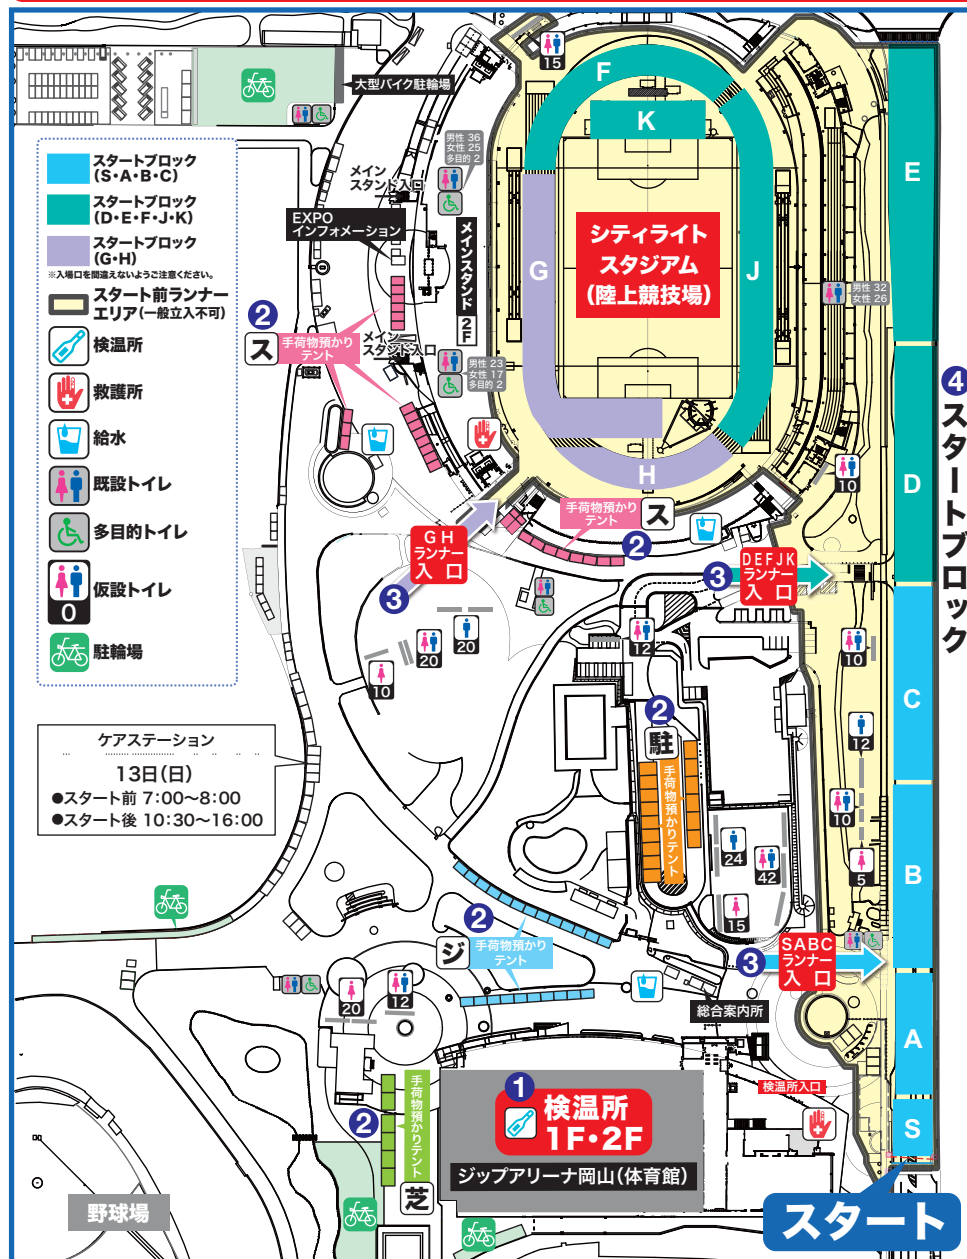 15
大型バイク駐輪場
スタートブロック
(S・A・B・C)
スタートブロック
(D・E・F・J・K)
スタートブロック
(G・H)
※入場口を間違えないようご注意ください。
スタート前ランナー
エリア(一般立入不可)
検温所
救護所
給水
既設トイレ
多目的トイレ
仮設トイレ
0
駐輪場
男性 36
女性 25
多目的 2
メイン
スタンド入口
EXPO
インフォメーション
メインスタンド 2F
2
ス
手荷物預かり
テント
メイン
スタンド入口
男性 23
女性 17
多目的 2
F
K
G
J
H
シティライト
スタジアム
(陸上競技場)
男性 32
女性 26
E
D
C
B
A
S
4
スタートブロック
10
手荷物預かり
テント
ス
2
GH
ランナー
入口
3
3
DEFJK
ランナー
入口
12
20
20
10
10
12
10
5
2
駐
手荷物預かりテント
24
42
15
ケアステーション
13日(日)
●スタート前 7:00〜8:00
●スタート後 10:30〜16:00
2
ジ
手荷物預かり
テント
3
SABC
ランナー
入口
総合案内所
20
12
検温所入口
1
検温所
1F・2F
ジップアリーナ岡山(体育館)
2
手荷物預かりテント
芝
野球場
スタート